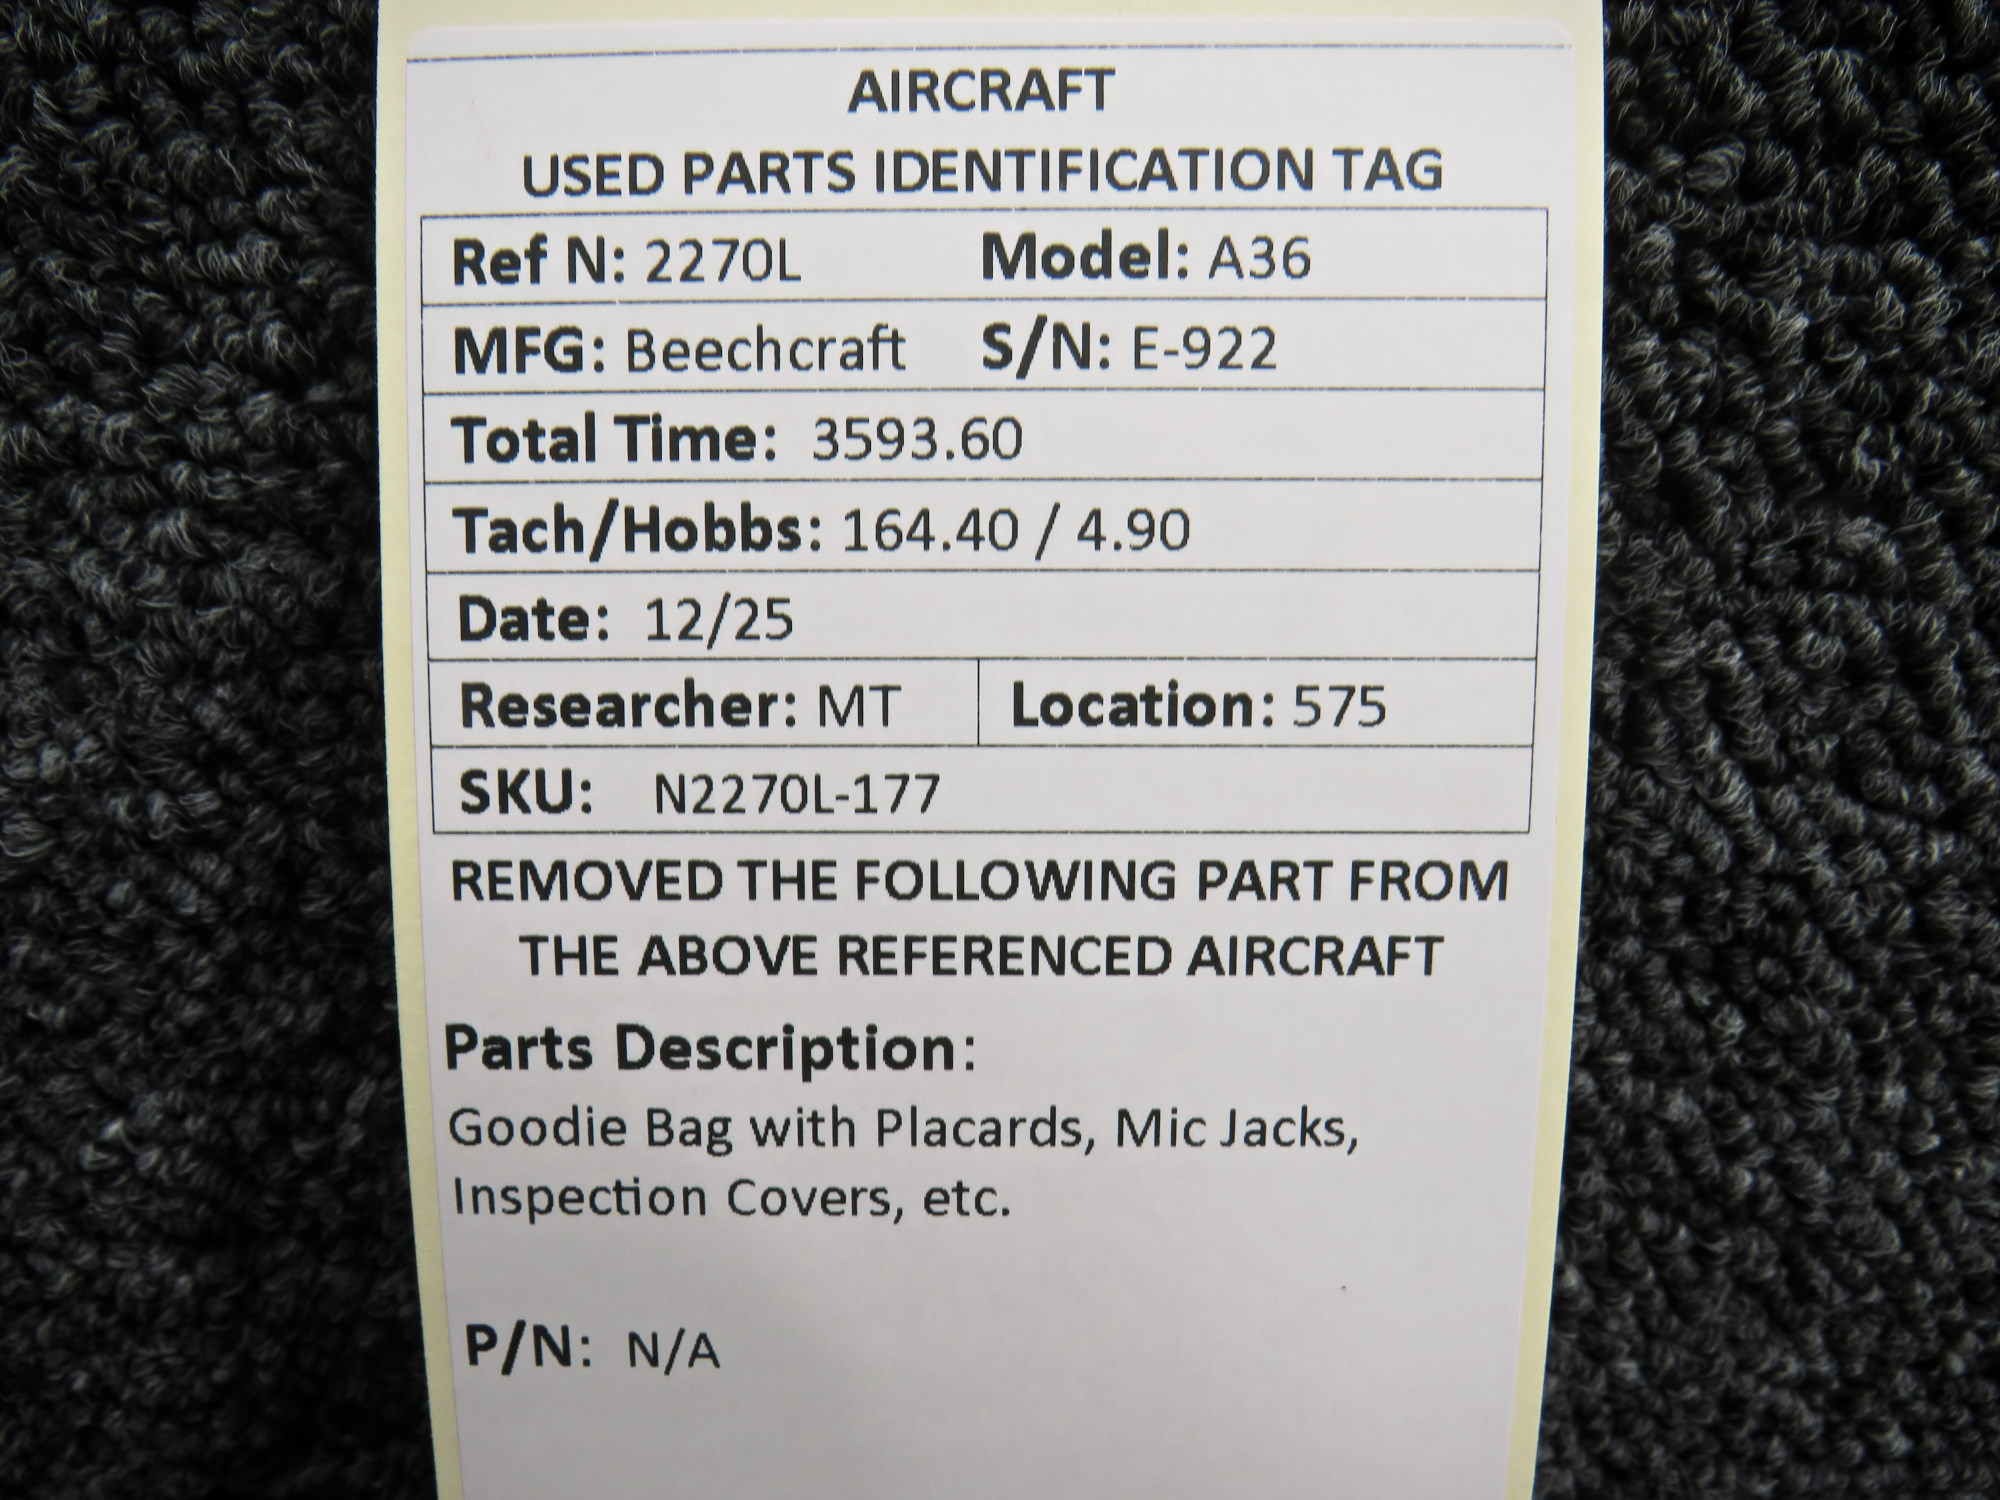 AIRCRAFT
USED PARTS IDENTIFICATION TAG
Ref N: 2270L Model: A36
MFG: Beechcraft S/N: E-922
Total Time: 3593.60
Tach/Hobbs: 164.40 / 4.90
Date: 12/25
Researcher: MT Location: 575
SKU: N2270L-177
REMOVED THE FOLLOWING PART FROM
THE ABOVE REFERENCED AIRCRAFT
Parts Description:
Goodie Bag with Placards, Mic Jacks,
Inspection Covers, etc.
P/N: N/A